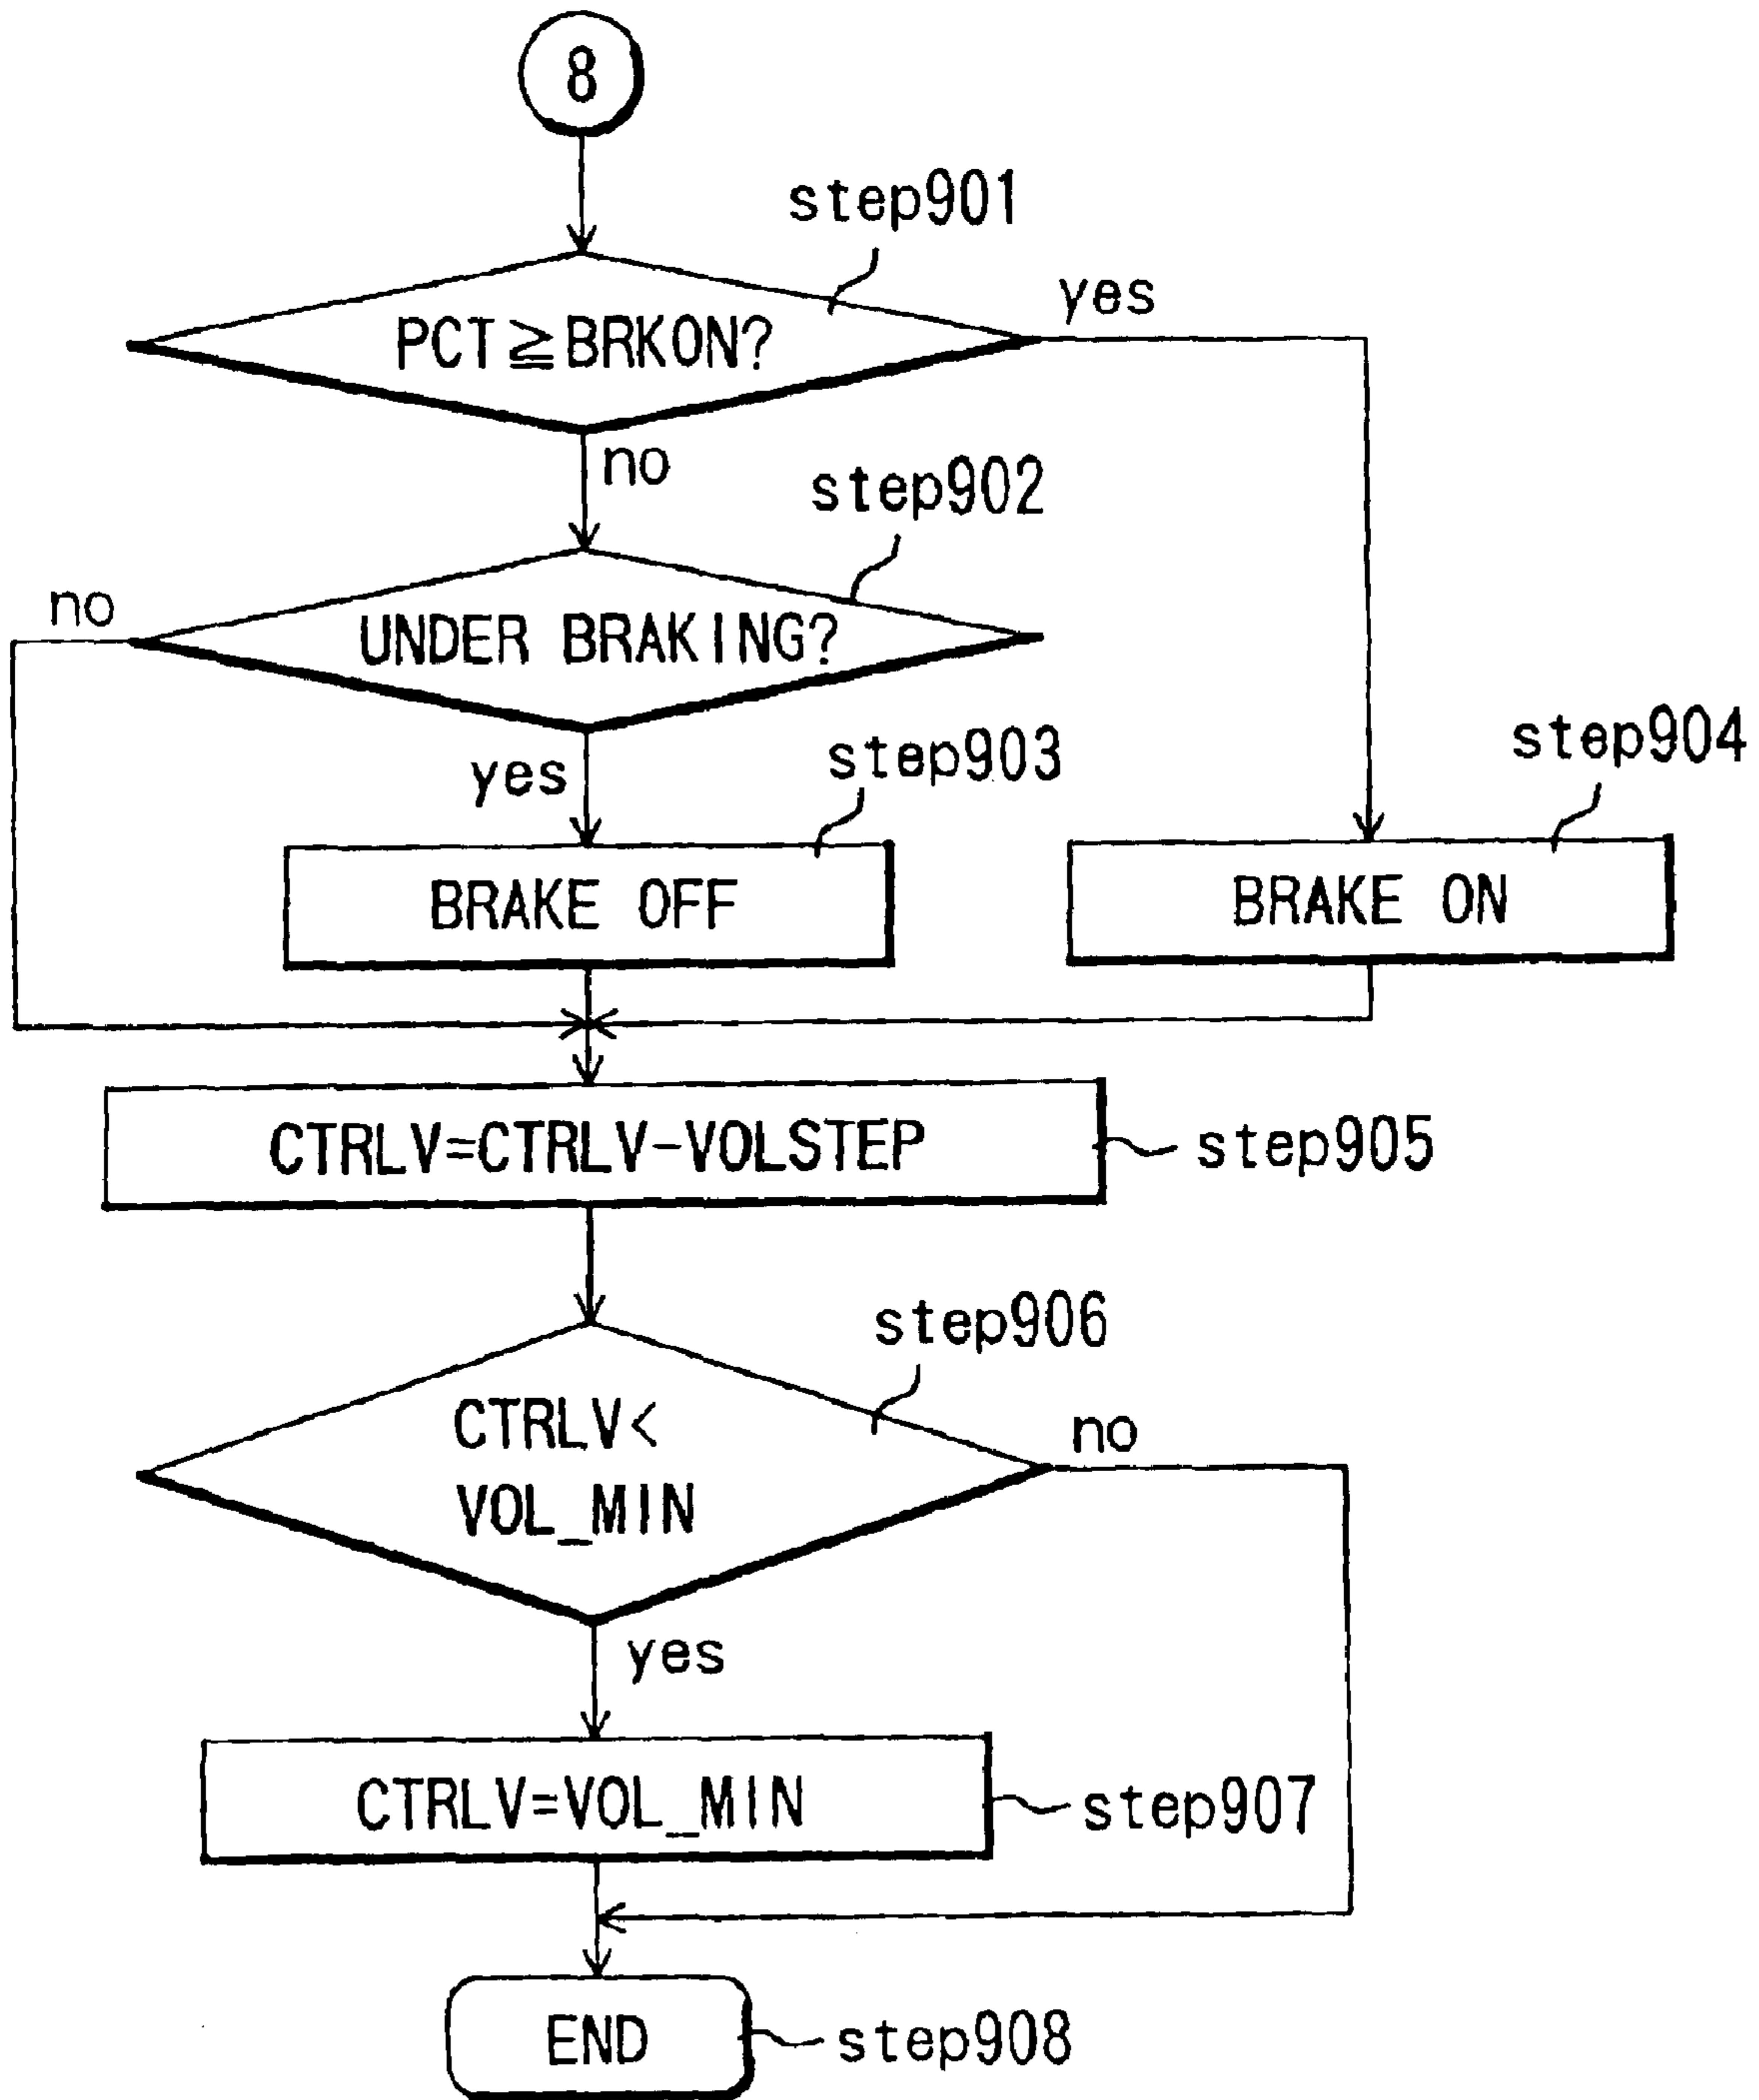 8
step901
yes
PCT≧BRKON?
no
step902
no
UNDER BRAKING?
yes
step903
step904
BRAKE OFF
BRAKE ON
CTRLV=CTRLV-VOLSTEP
step905
step906
CTRLV<
VOL_MIN
no
yes
CTRLV=VOL_MIN
step907
END
step908